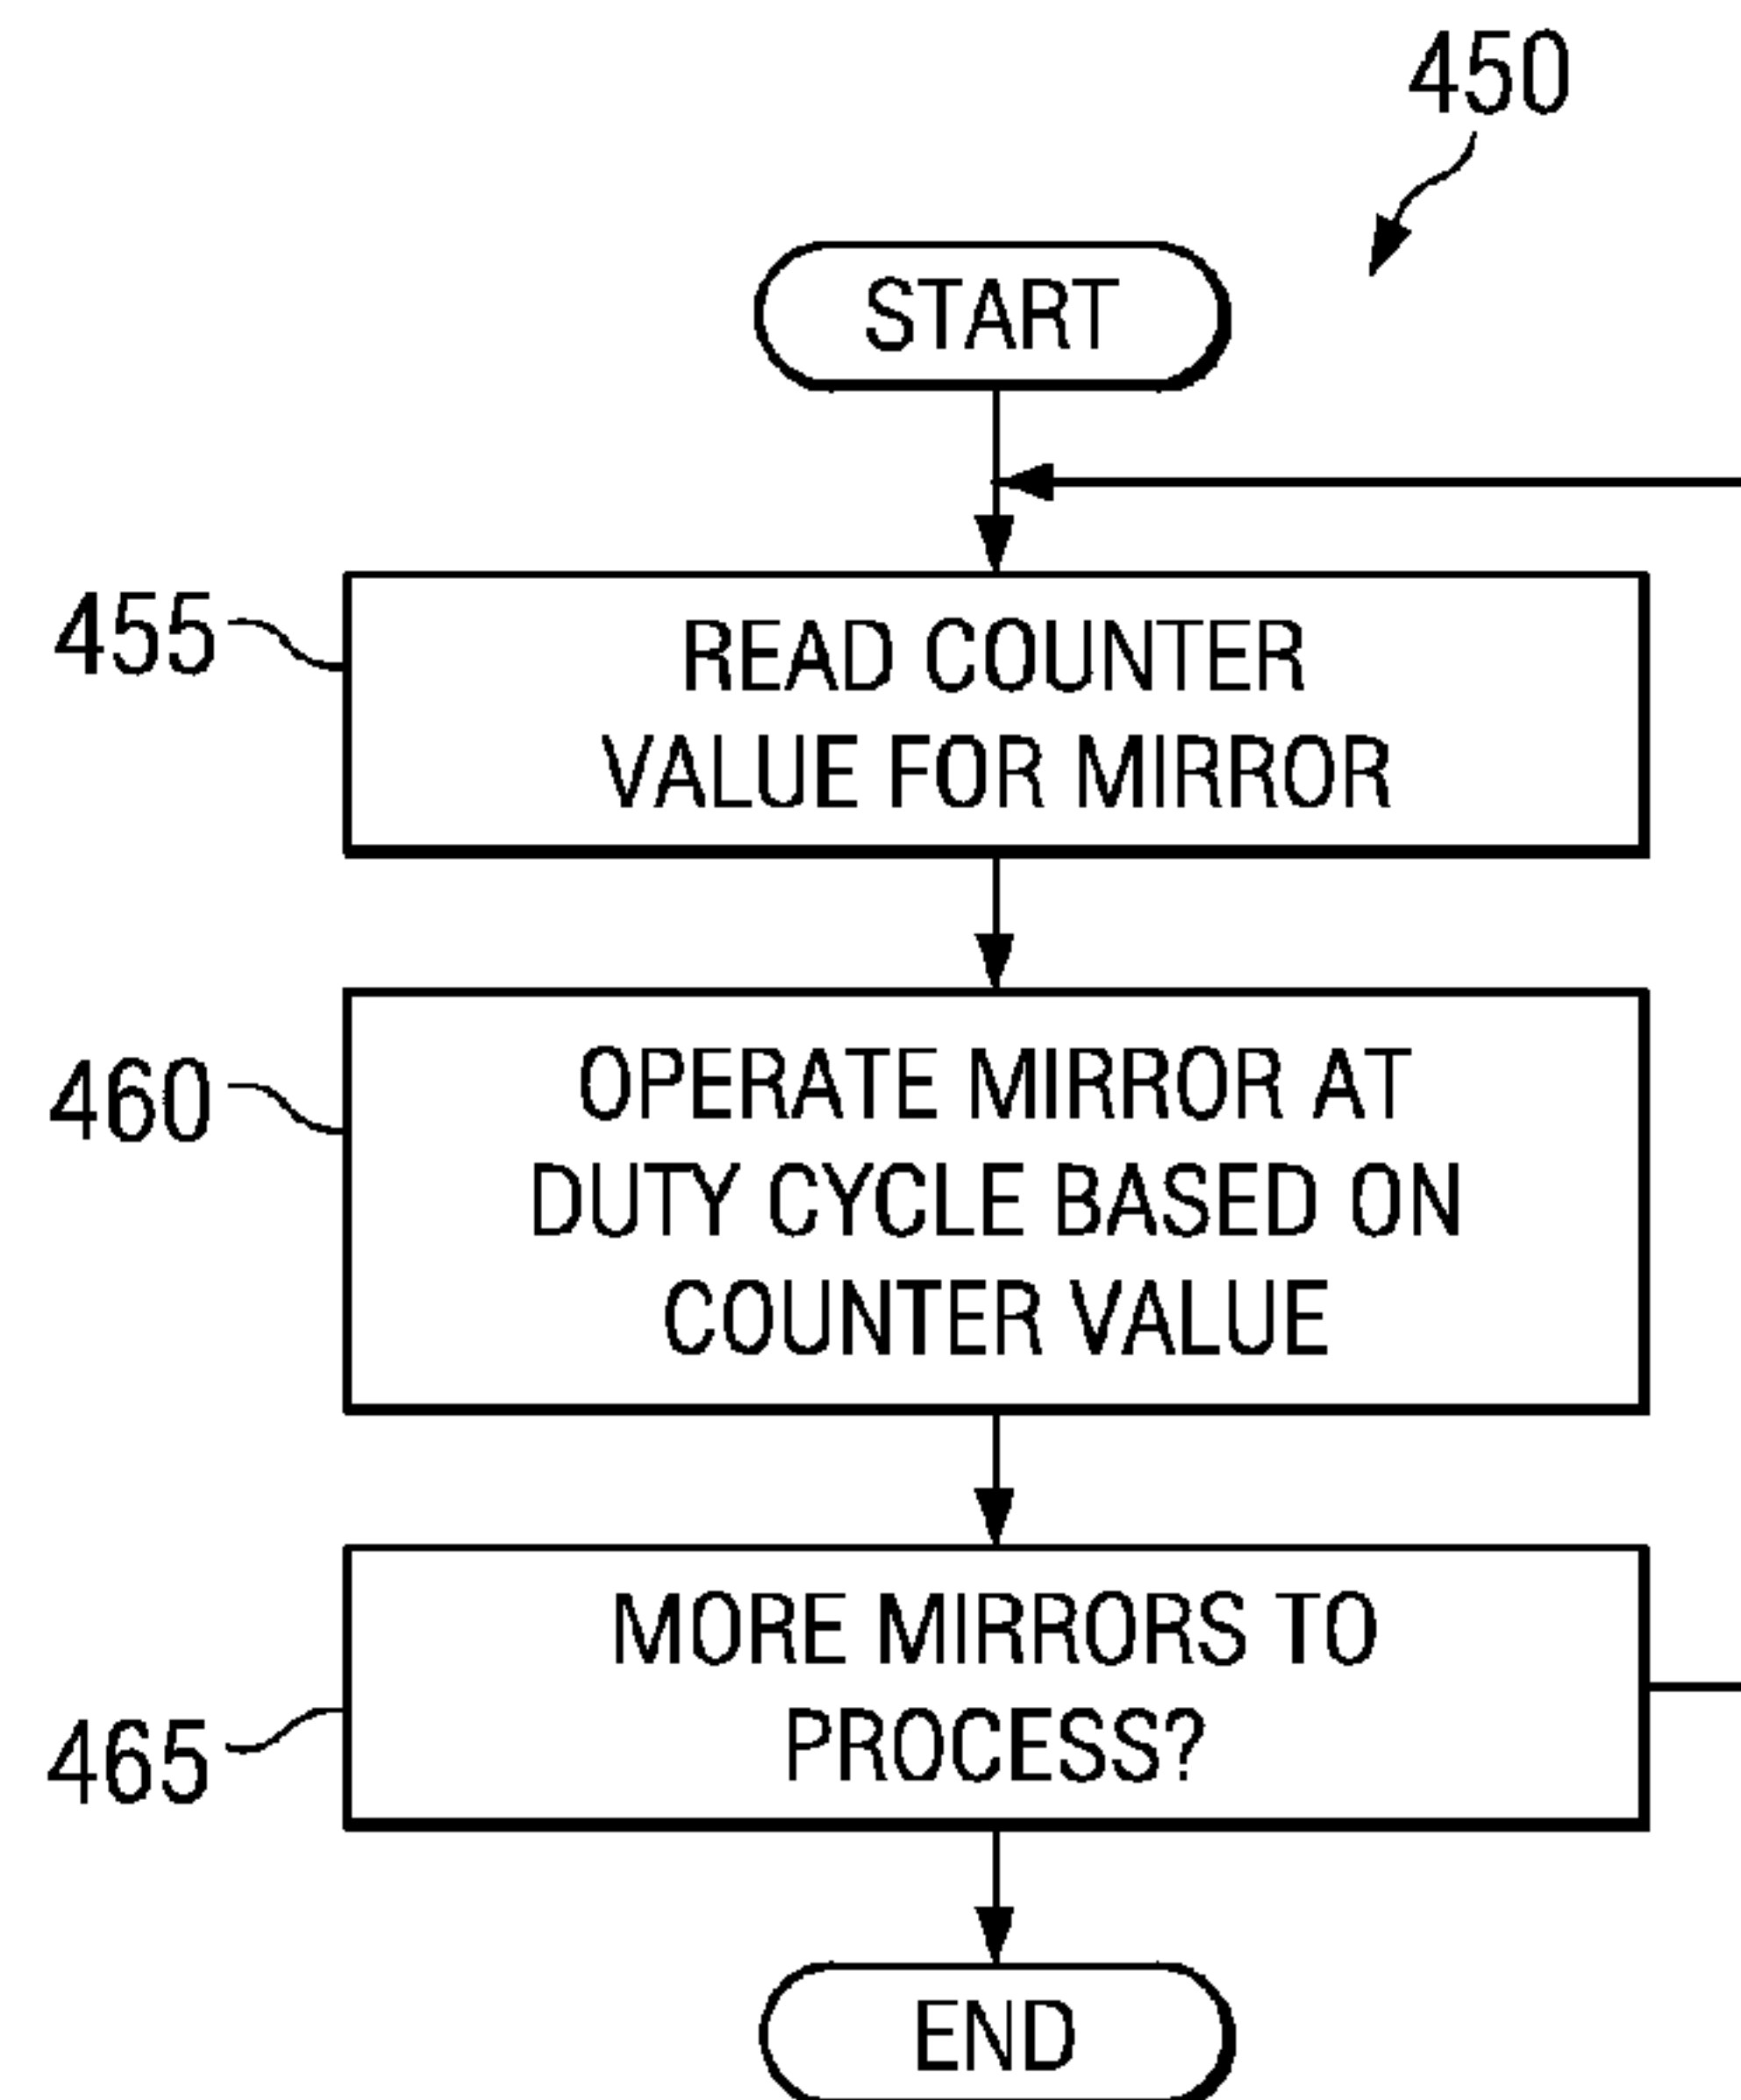 450
START
455
READ COUNTER
VALUE FOR MIRROR
460
OPERATE MIRROR AT
DUTY CYCLE BASED ON
COUNTER VALUE
465
MORE MIRRORS TO
PROCESS?
END